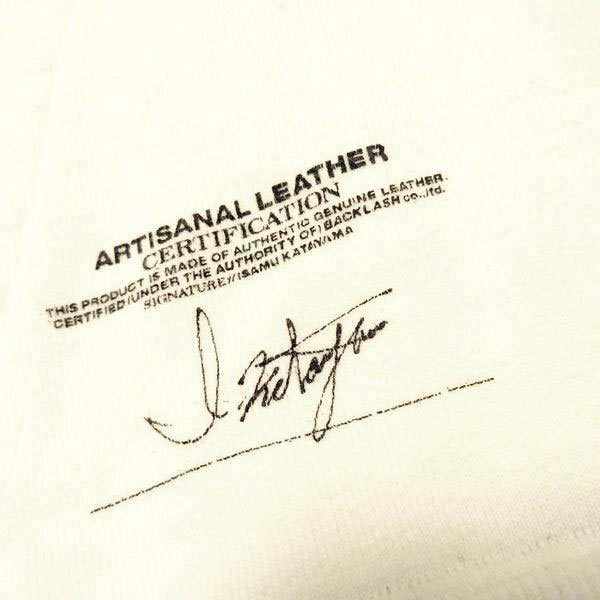 ARTISANAL LEATHER
CERTIFICATION
THIS PRODUCT IS MADE OF AUTHENTIC GENUINE LEATHER.
CERTIFIED/UNDER THE AUTHORITY OF/BACKLASH co.,ltd.
SIGNATURE//ISAMU KATAYAMA
I. Katayama